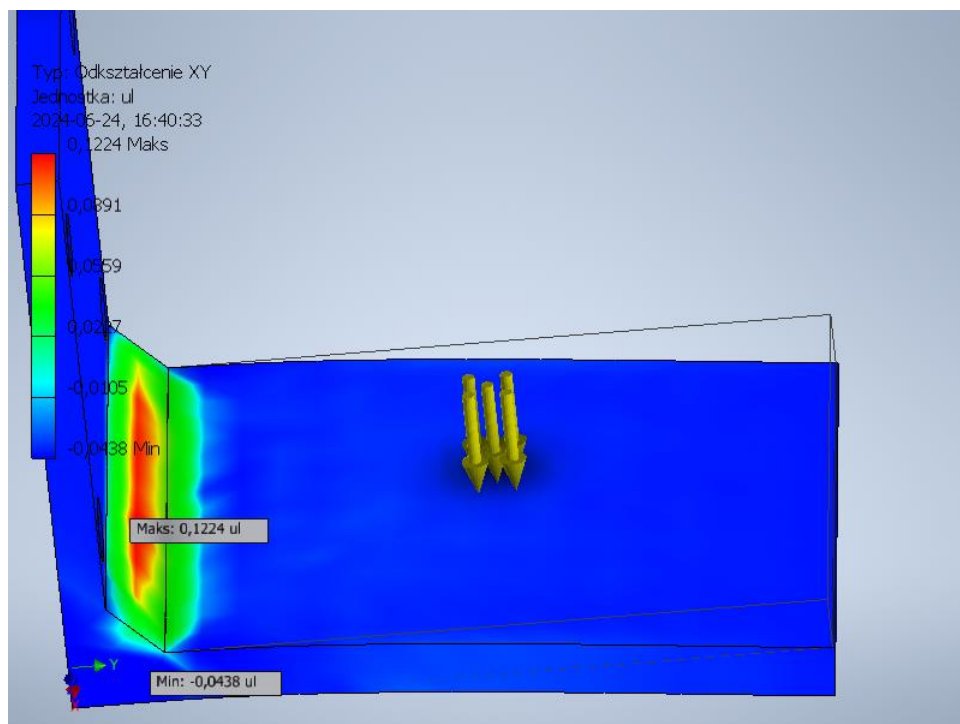 Typ: Odkształcenie XY
Jednostka: ul
2024-06-24, 16:40:33
0,1224 Maks
0,0891
0,0559
0,0227
-0,0105
-0,0438 Min
Maks: 0,1224 ul
Y
Min: -0,0438 ul
X